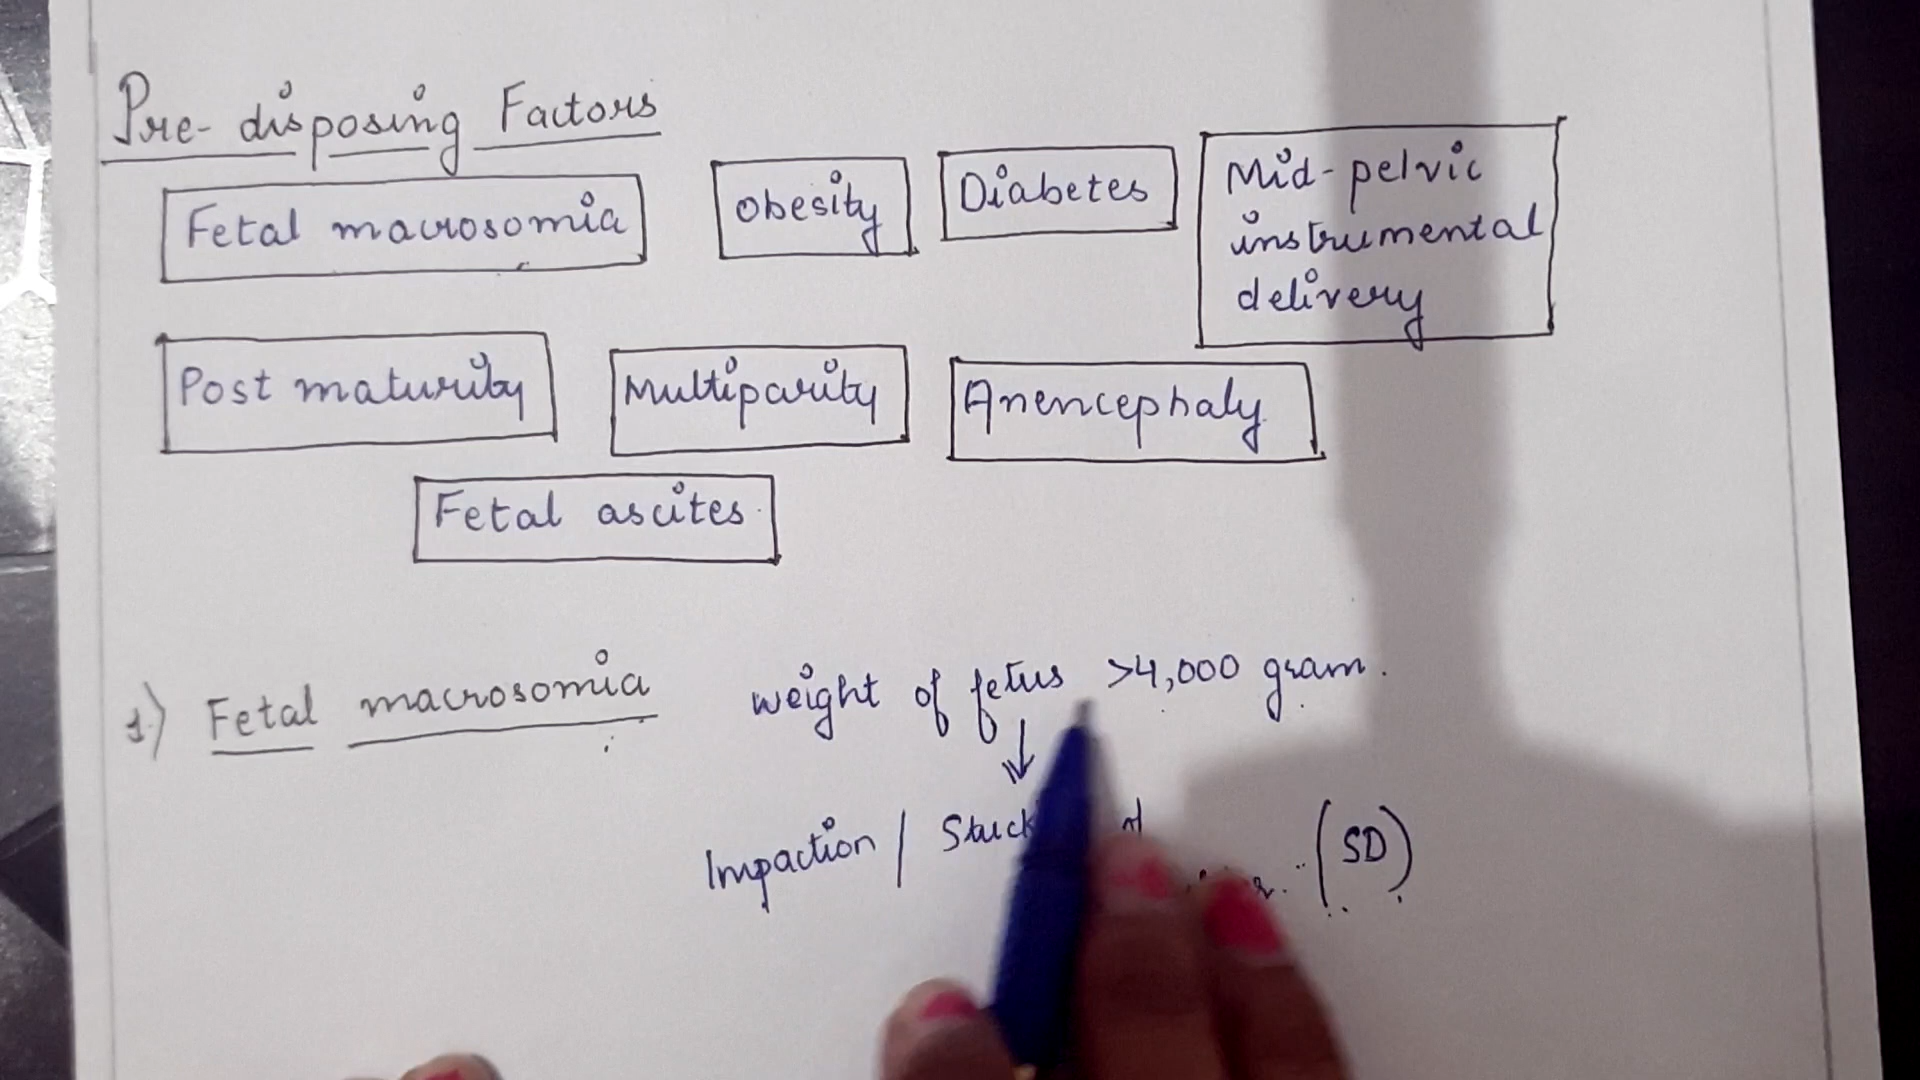 Pre-disposing Factors
Fetal macrosomia
Obesity
Diabetes
Mid-pelvic
instrumental
delivery
Post maturity
Multiparity
Anencephaly
Fetal ascites
1.) Fetal macrosomia
weight of fetus >4,000 gram.
↓
Impaction / Stuck
(SD)